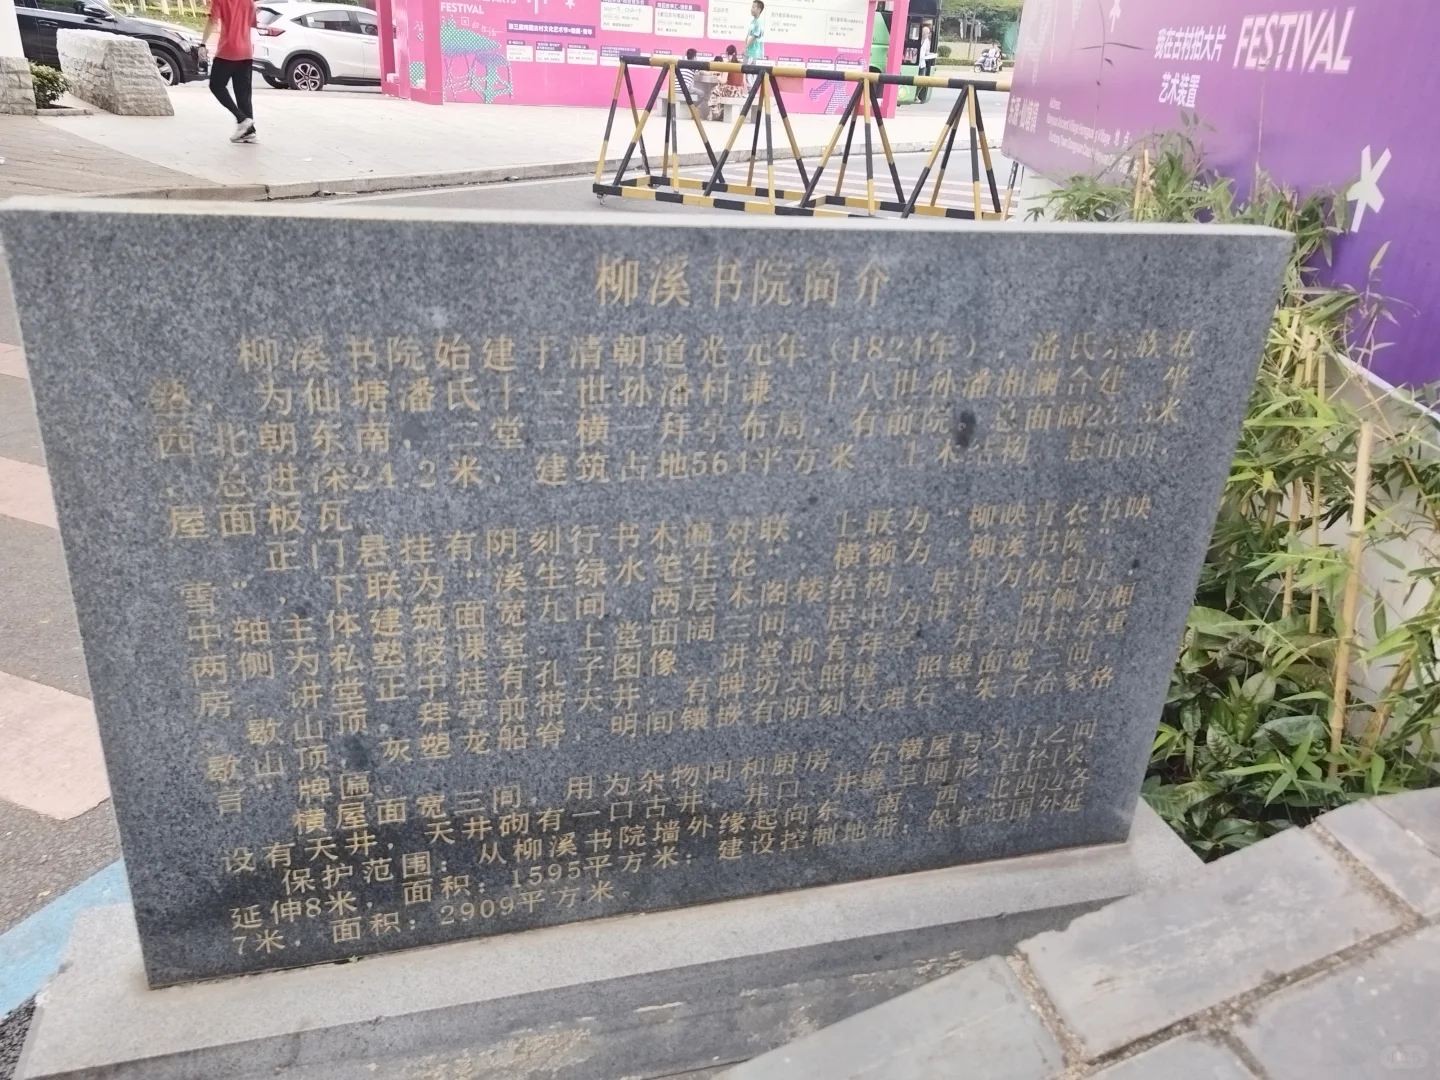 FESTIVAL
我在古村拍大片
艺术装置
FESTIVAL
柳溪书院简介
柳溪书院始建于清朝道光元年（1824年），潘氏宗族私
塾，为仙塘潘氏十二世孙潘村谦、十八世孙潘湘澜合建，坐
西北朝东南，二堂二横一拜亭布局，有前院。总面阔23.3米
，总进深24.2米，建筑占地564平方米，土木结构，悬山顶，
屋面板瓦。
正门悬挂有阴刻行书木匾对联，上联为“柳映青衣书映
雪”，下联为“溪生绿水笔生花”，横额为“柳溪书院”。
中轴主体建筑面宽九间，两层木阁楼结构，居中为休息厅，
两侧为私塾授课室。上堂面阔三间，居中为讲堂，两侧为厢
房。讲堂正中挂有孔子图像。讲堂前有拜亭，拜亭四柱承重
，歇山顶。拜亭前带天井，有牌坊式照壁，照壁面宽三间，
歇山顶，灰塑龙船脊，明间镶嵌有阴刻大理石“朱子治家格
言”牌匾。
横屋面宽三间，用为杂物间和厨房，右横屋与头门之间
设有天井，天井砌有一口古井，井口、井壁呈圆形，直径1米。
保护范围：从柳溪书院墙外缘起向东、南、西、北四边各
延伸8米，面积：1595平方米；建设控制地带：保护范围外延
7米，面积：2909平方米。